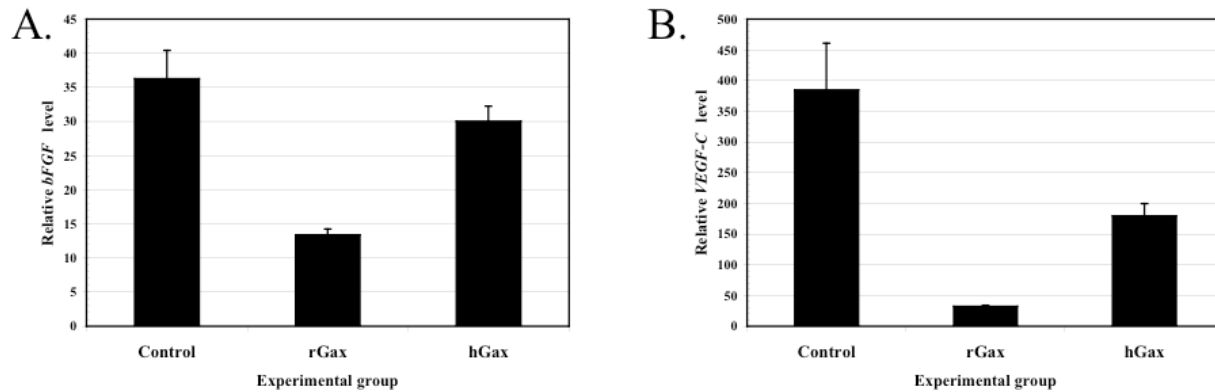 A.
Relative bFGF level
45
40
35
30
25
20
15
10
5
0
Control rGax hGax
Experimental group
B.
Relative VEGF-C level
500
450
400
350
300
250
200
150
100
50
0
Control rGax hGax
Experimental group